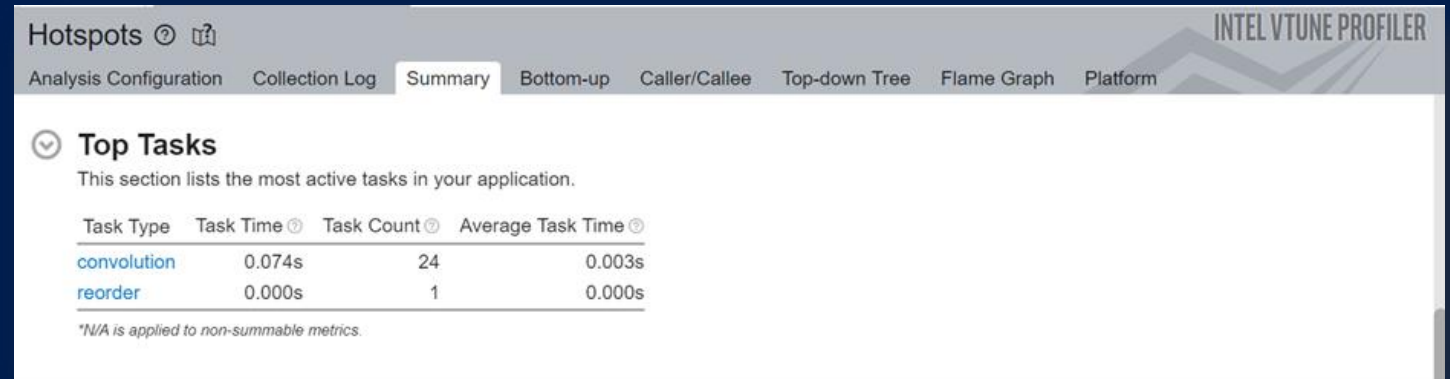 Hotspots
INTEL VTUNE PROFILER
Analysis Configuration Collection Log Summary Bottom-up Caller/Callee Top-down Tree Flame Graph Platform
Top Tasks
This section lists the most active tasks in your application.
Task Type Task Time Task Count Average Task Time
convolution 0.074s 24 0.003s
reorder 0.000s 1 0.000s
*N/A is applied to non-summable metrics.